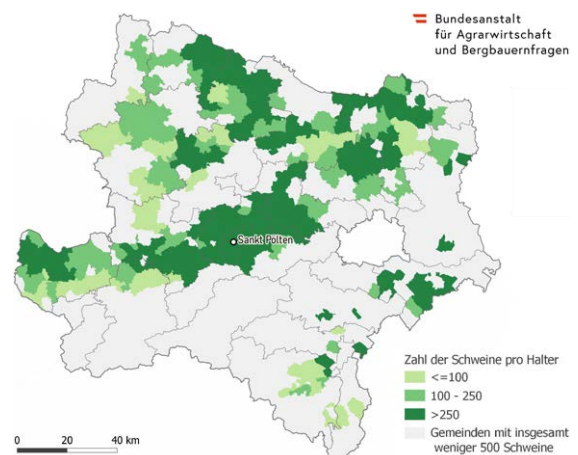 Bundesanstalt
für Agrarwirtschaft
und Bergbauernfragen
Sankt Pölten
Zahl der Schweine pro Halter
<=100
100 - 250
>250
Gemeinden mit insgesamt
weniger 500 Schweine
0 20 40 km